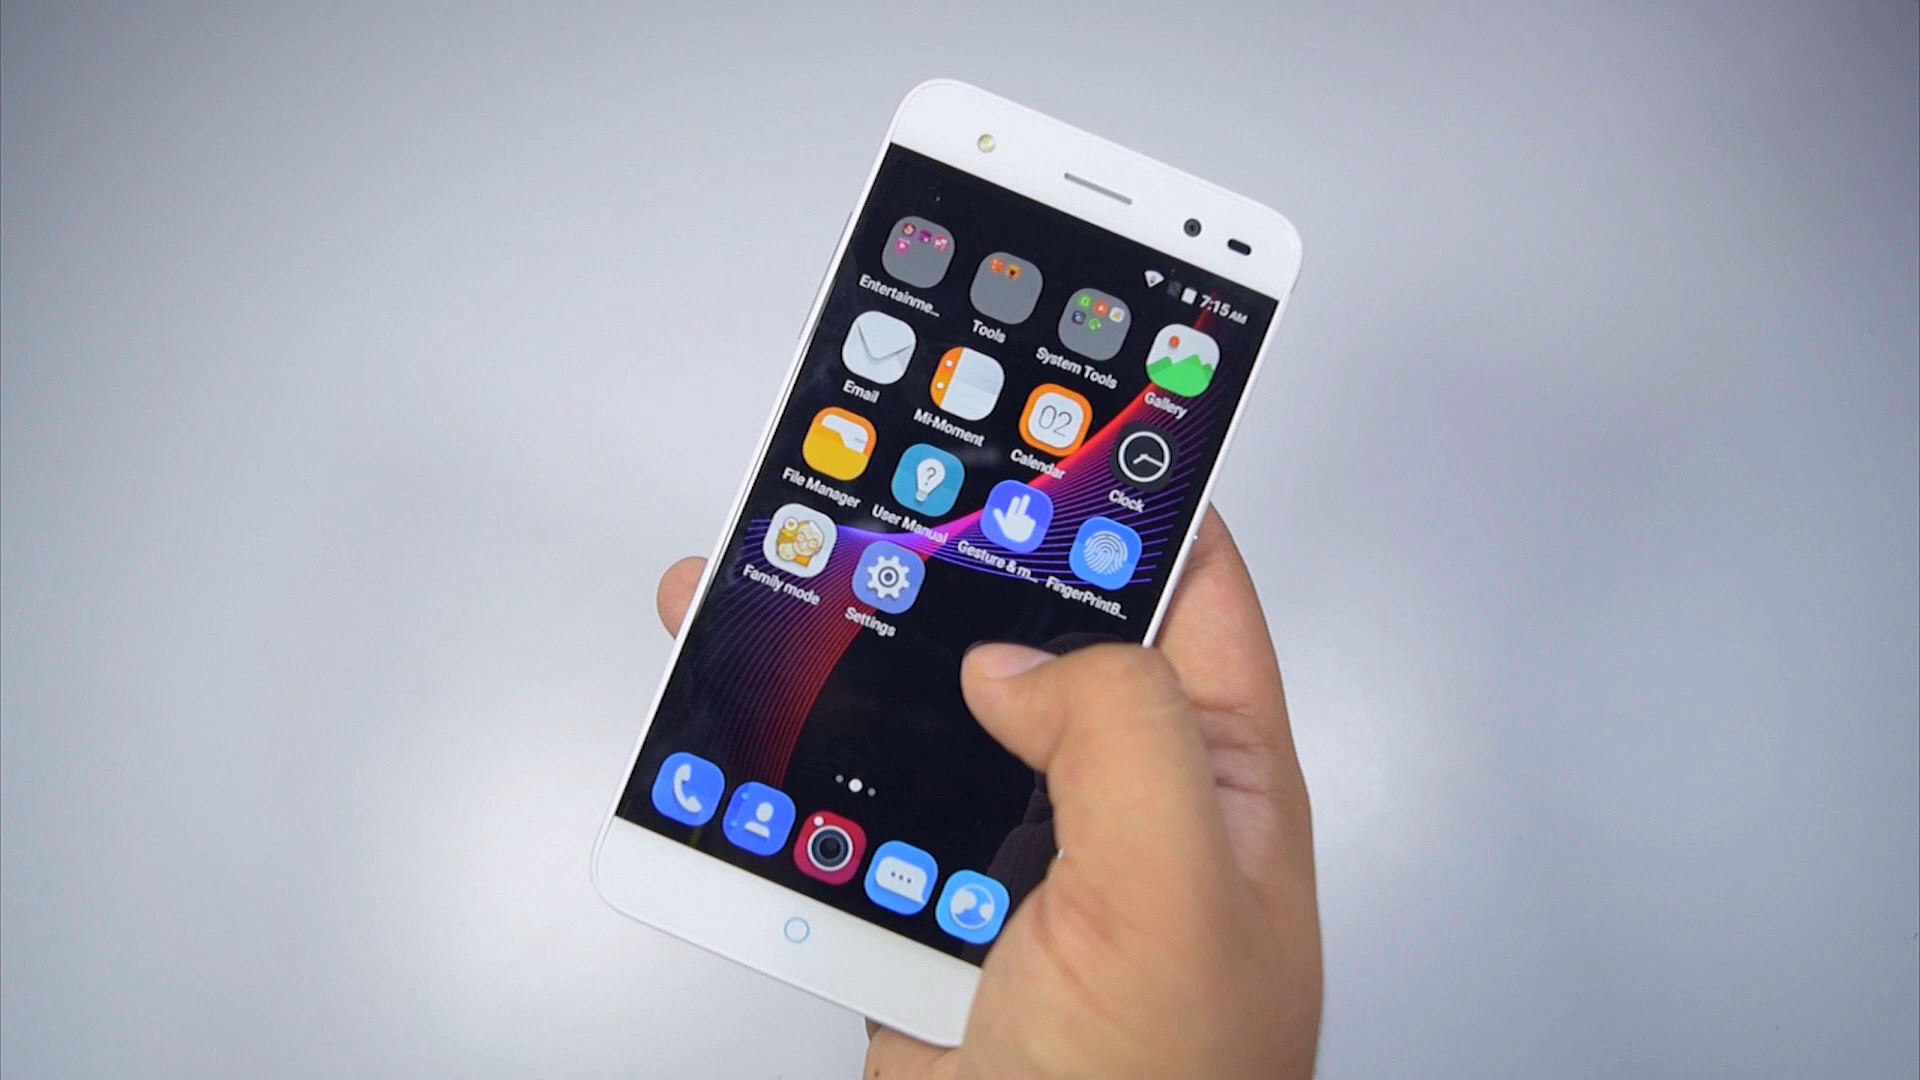 7:15 AM
Entertainme...
Tools
System Tools
Gallery
Email
Mi-Moment
02
Calendar
Clock
File Manager
?
User Manual
Gesture & m...
FingerPrintB...
Family mode
Settings